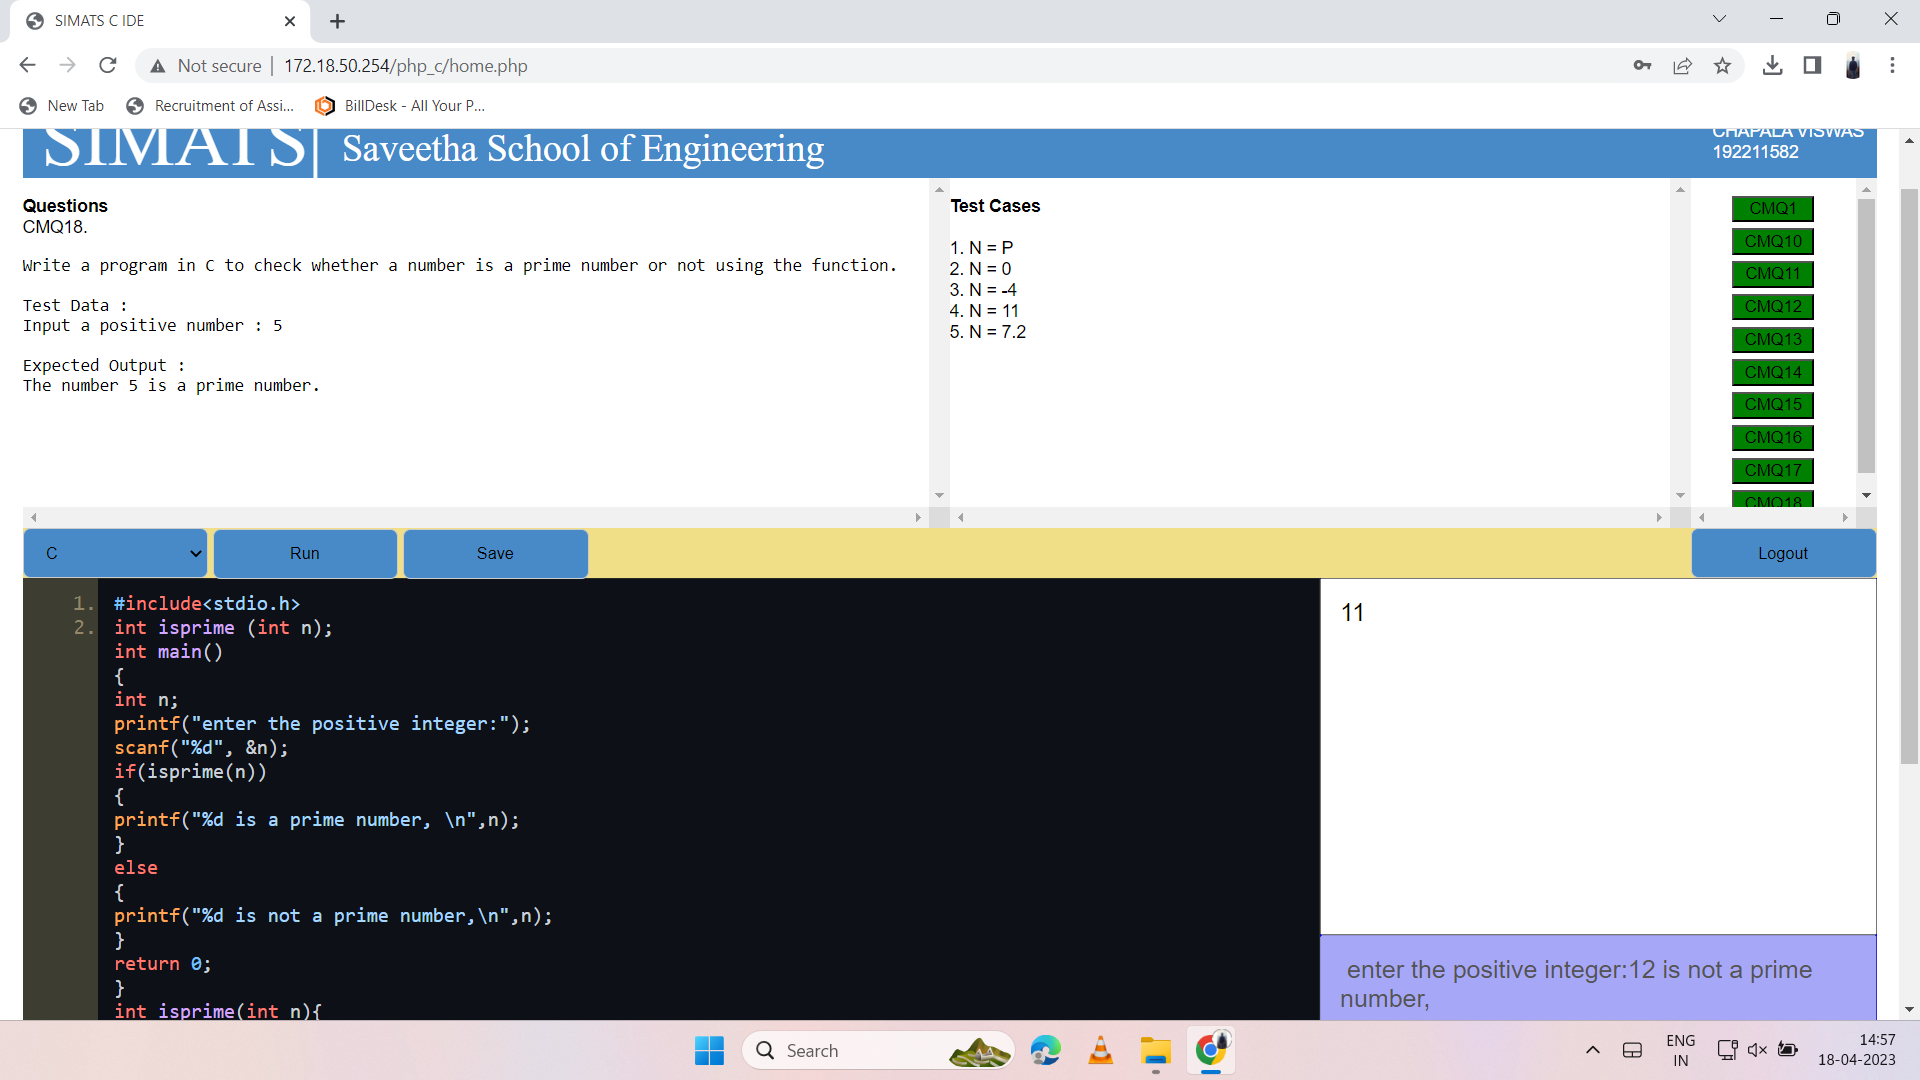 SIMATS C IDE
Not secure | 172.18.50.254/php_c/home.php
New Tab
Recruitment of Assi...
BillDesk - All Your P...
SIMATS
Saveetha School of Engineering
CHAPALA VISWAS
192211582
Questions
CMQ18.
Write a program in C to check whether a number is a prime number or not using the function.
Test Data :
Input a positive number : 5
Expected Output :
The number 5 is a prime number.
Test Cases
1. N = P
2. N = 0
3. N = -4
4. N = 11
5. N = 7.2
CMQ1
CMQ10
CMQ11
CMQ12
CMQ13
CMQ14
CMQ15
CMQ16
CMQ17
CMQ18
C
Run
Save
Logout
1. #include<stdio.h>
2. int isprime (int n);
int main()
{
int n;
printf("enter the positive integer:");
scanf("%d", &n);
if(isprime(n))
{
printf("%d is a prime number, \n",n);
}
else
{
printf("%d is not a prime number,\n",n);
}
return 0;
}
int isprime(int n){
11
enter the positive integer:12 is not a prime
number,
Search
ENG
IN
14:57
18-04-2023